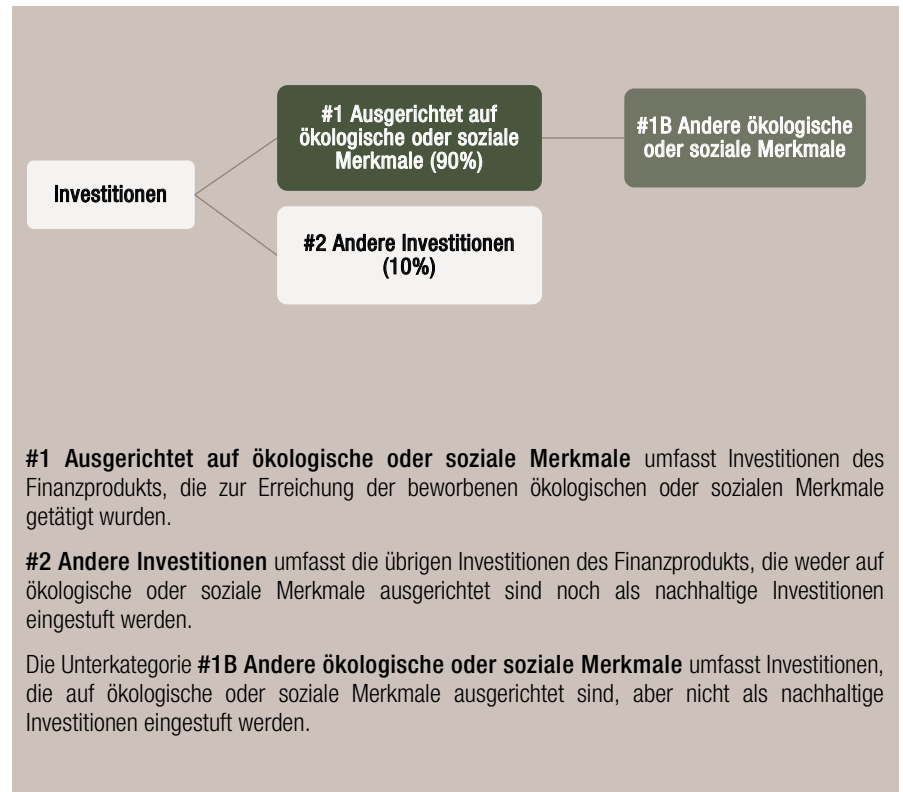 #1 Ausgerichtet auf
ökologische oder soziale
Merkmale (90%)
#1B Andere ökologische
oder soziale Merkmale
Investitionen
#2 Andere Investitionen
(10%)
#1 Ausgerichtet auf ökologische oder soziale Merkmale umfasst Investitionen des
Finanzprodukts, die zur Erreichung der beworbenen ökologischen oder sozialen Merkmale
getätigt wurden.
#2 Andere Investitionen umfasst die übrigen Investitionen des Finanzprodukts, die weder auf
ökologische oder soziale Merkmale ausgerichtet sind noch als nachhaltige Investitionen
eingestuft werden.
Die Unterkategorie #1B Andere ökologische oder soziale Merkmale umfasst Investitionen,
die auf ökologische oder soziale Merkmale ausgerichtet sind, aber nicht als nachhaltige
Investitionen eingestuft werden.